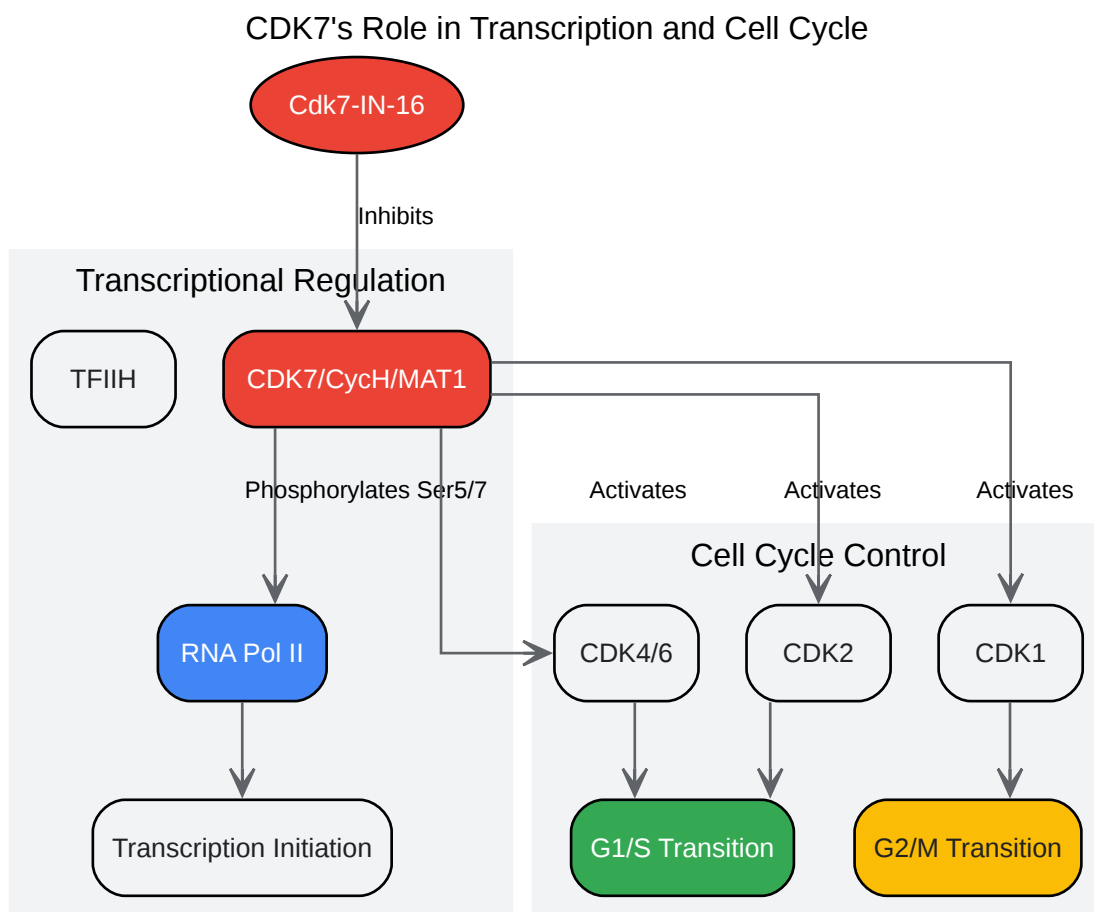 CDK7's Role in Transcription and Cell Cycle
Cdk7-IN-16
Inhibits
Transcriptional Regulation
TFIIH
CDK7/CycH/MAT1
Phosphorylates Ser5/7
Activates
Activates
Activates
Cell Cycle Control
RNA Pol II
CDK4/6
CDK2
CDK1
Transcription Initiation
G1/S Transition
G2/M Transition